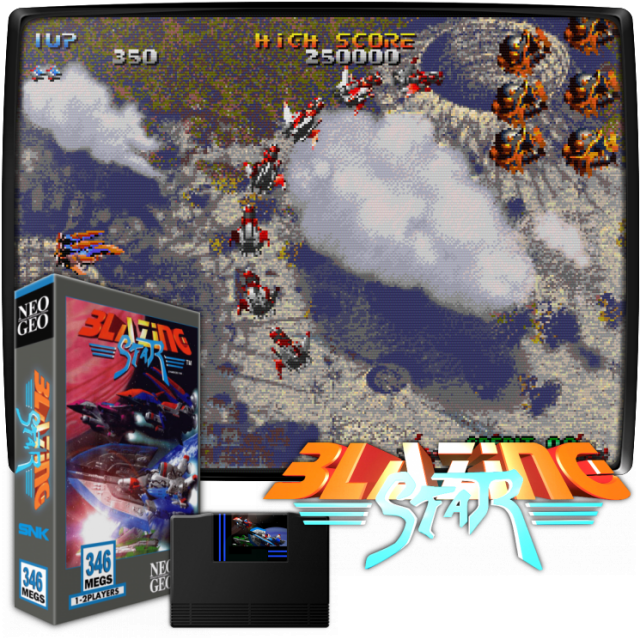 1UP
HiGH SCORE
350
250000
NEO
GEO
BLAZiNG
STAR
™
BLAZiNG
STAR
SNK
346
MEGS
346
MEGS
1-2PLAYERS
NEO
GEO
BLAZiNG
STAR